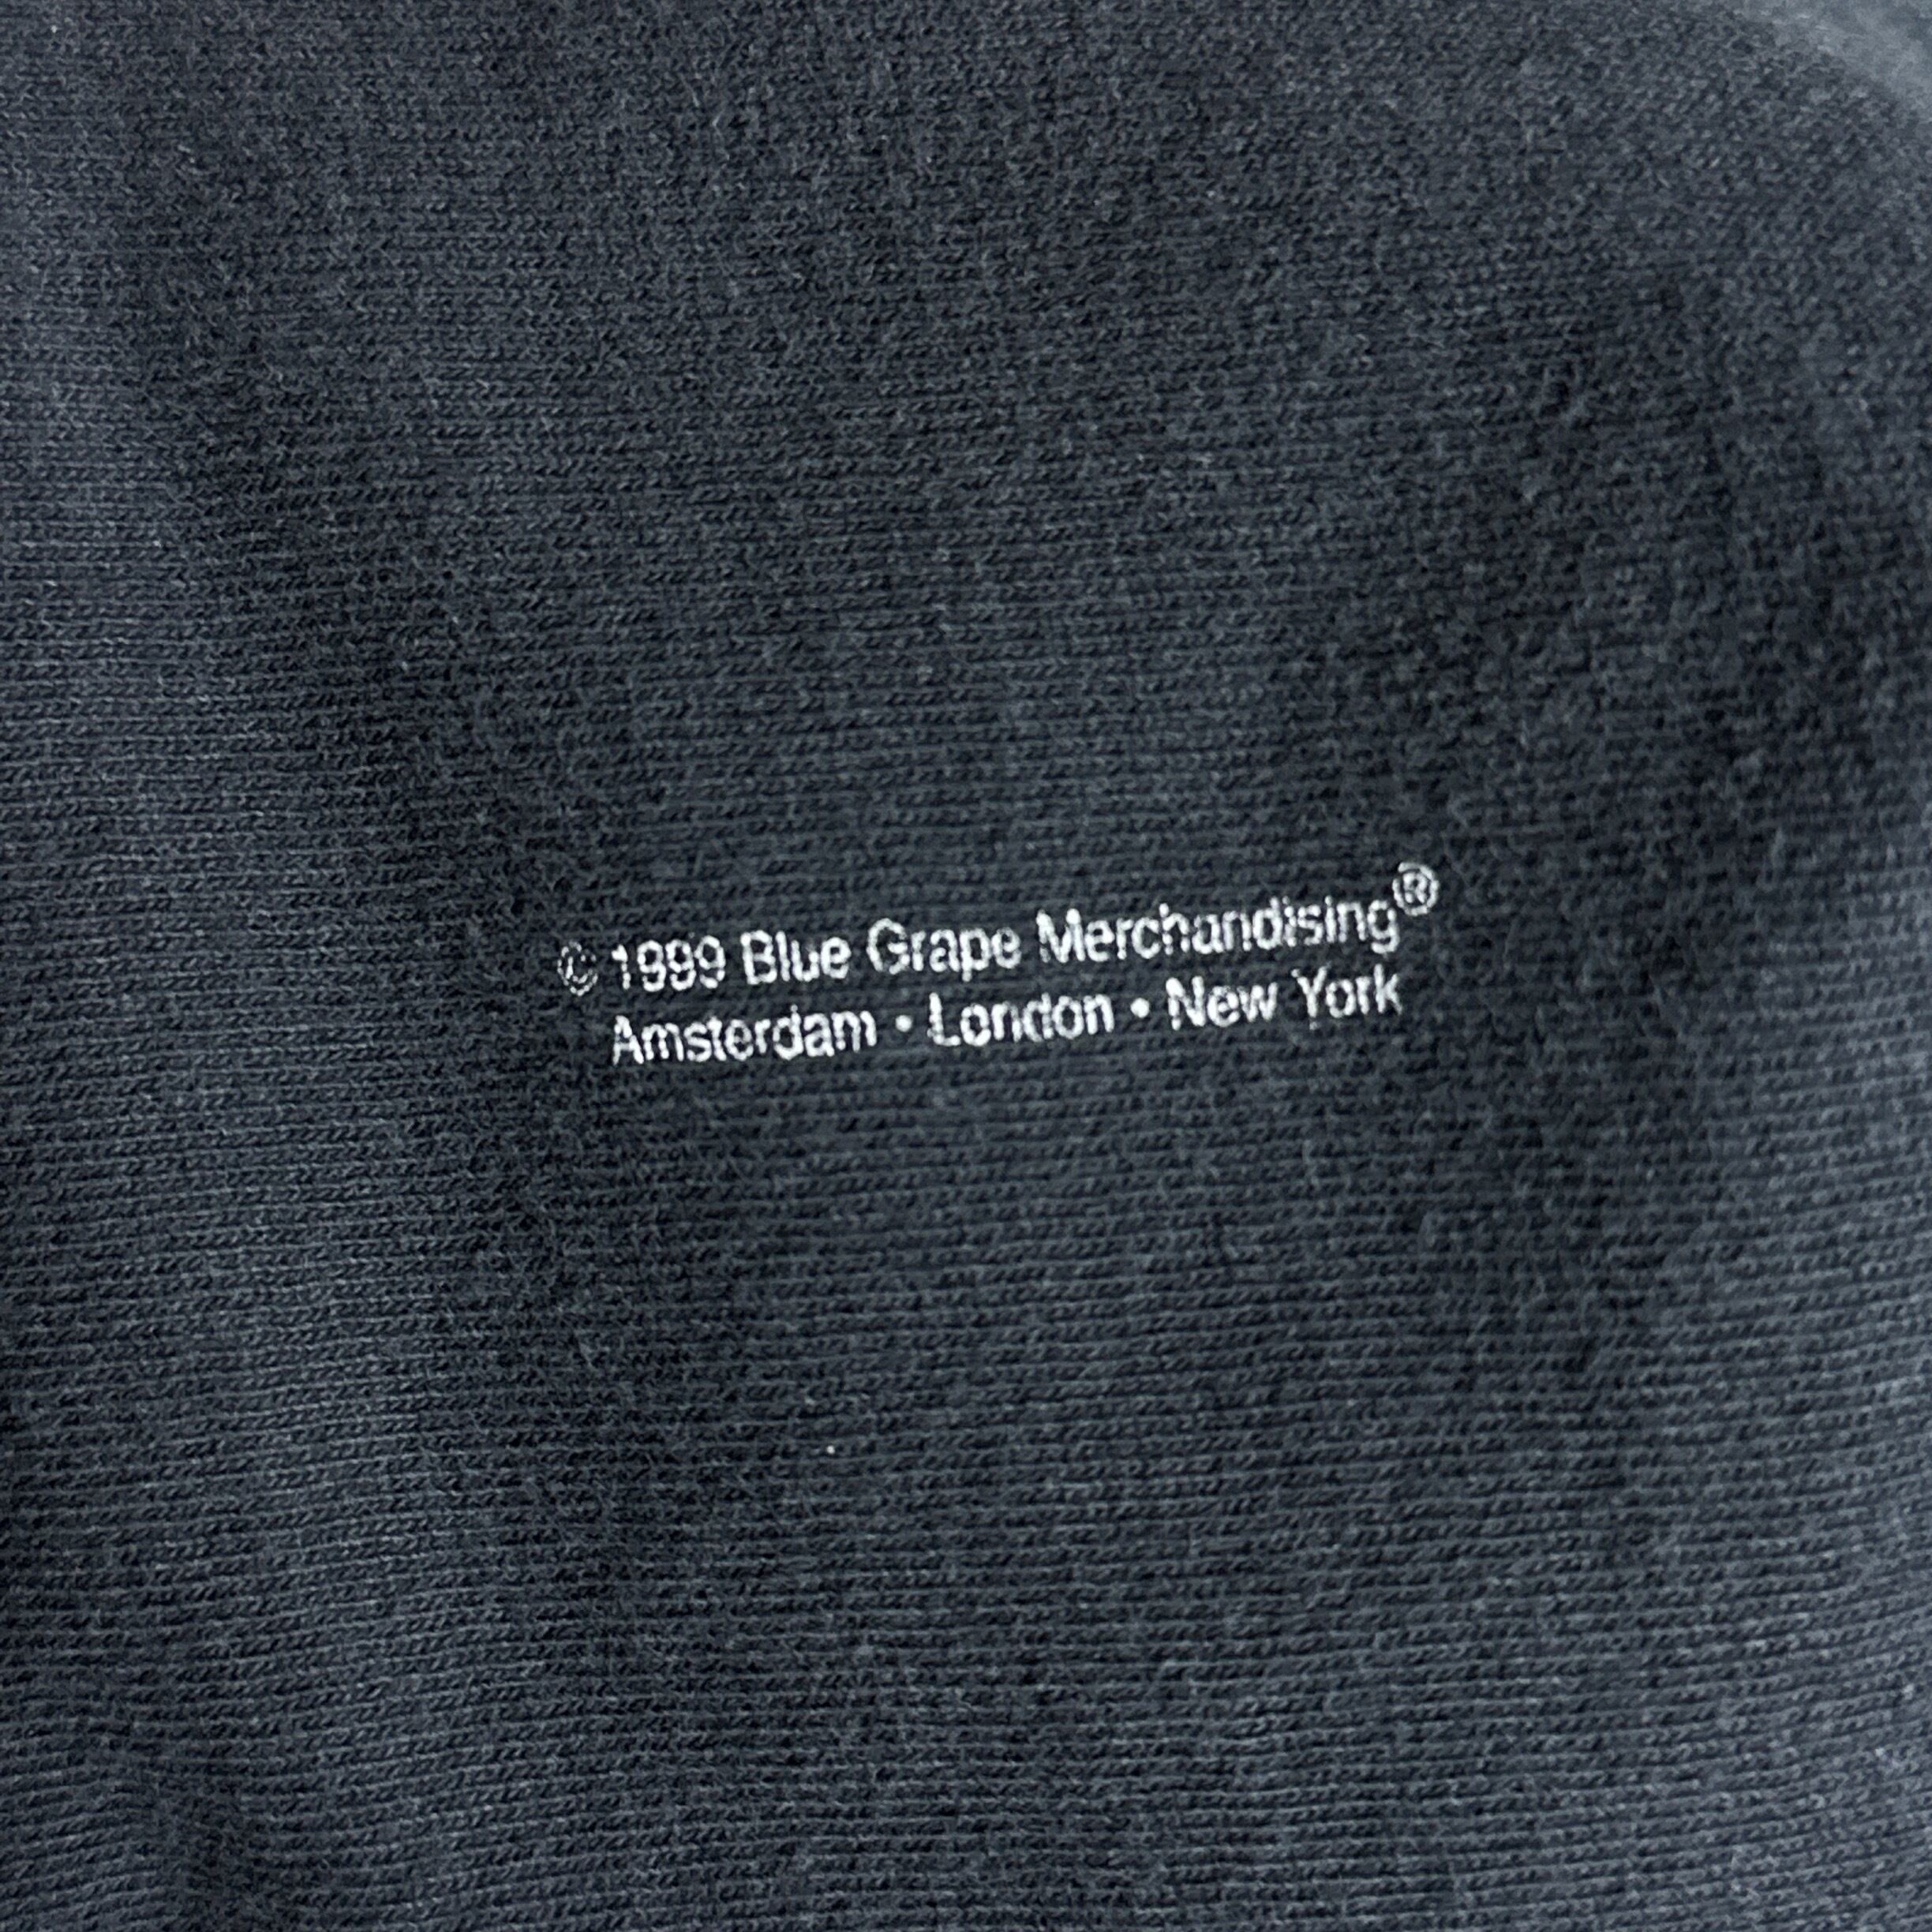 © 1999 Blue Grape Merchandising®
Amsterdam • London • New York